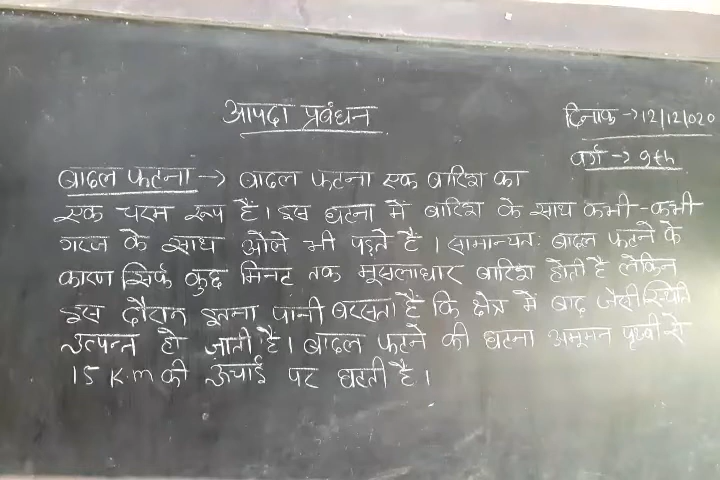 आपदा प्रबंधन
दिनांक → 12/12/020
वर्ग → 9th
बादल फटना → बादल फटना एक बारिश का
एक चरम रूप हैं। इस घटना में बारिश के साथ कभी-कभी
गरज के साथ ओले भी पड़ते हैं। सामान्यतः बादल फटने के
कारण सिर्फ कुछ मिनट तक मूसलाधार बारिश होती है लेकिन
इस दौरान इतना पानी बरसता है कि क्षेत्र में बाढ़ जैसी स्थिति
उत्पन्न हो जाती है। बादल फटने की घटना अमूमन पृथ्वी से
15 K.m की ऊचाई पर घटती है।